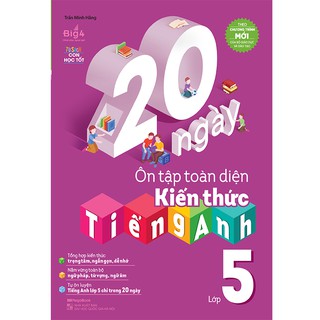 Trần Minh Hằng
Big4
CON HỌC TỐT
THEO
CHƯƠNG TRÌNH
MỚI
20
ngày
Ôn tập toàn diện
Kiến thức
Tiếng Anh
Lớp 5
Tổng hợp kiến thức
trọng tâm, ngắn gọn, dễ nhớ
Nắm vững toàn bộ
ngữ pháp, từ vựng, ngữ âm
Tự ôn luyện
Tiếng Anh lớp 5 chỉ trong 20 ngày